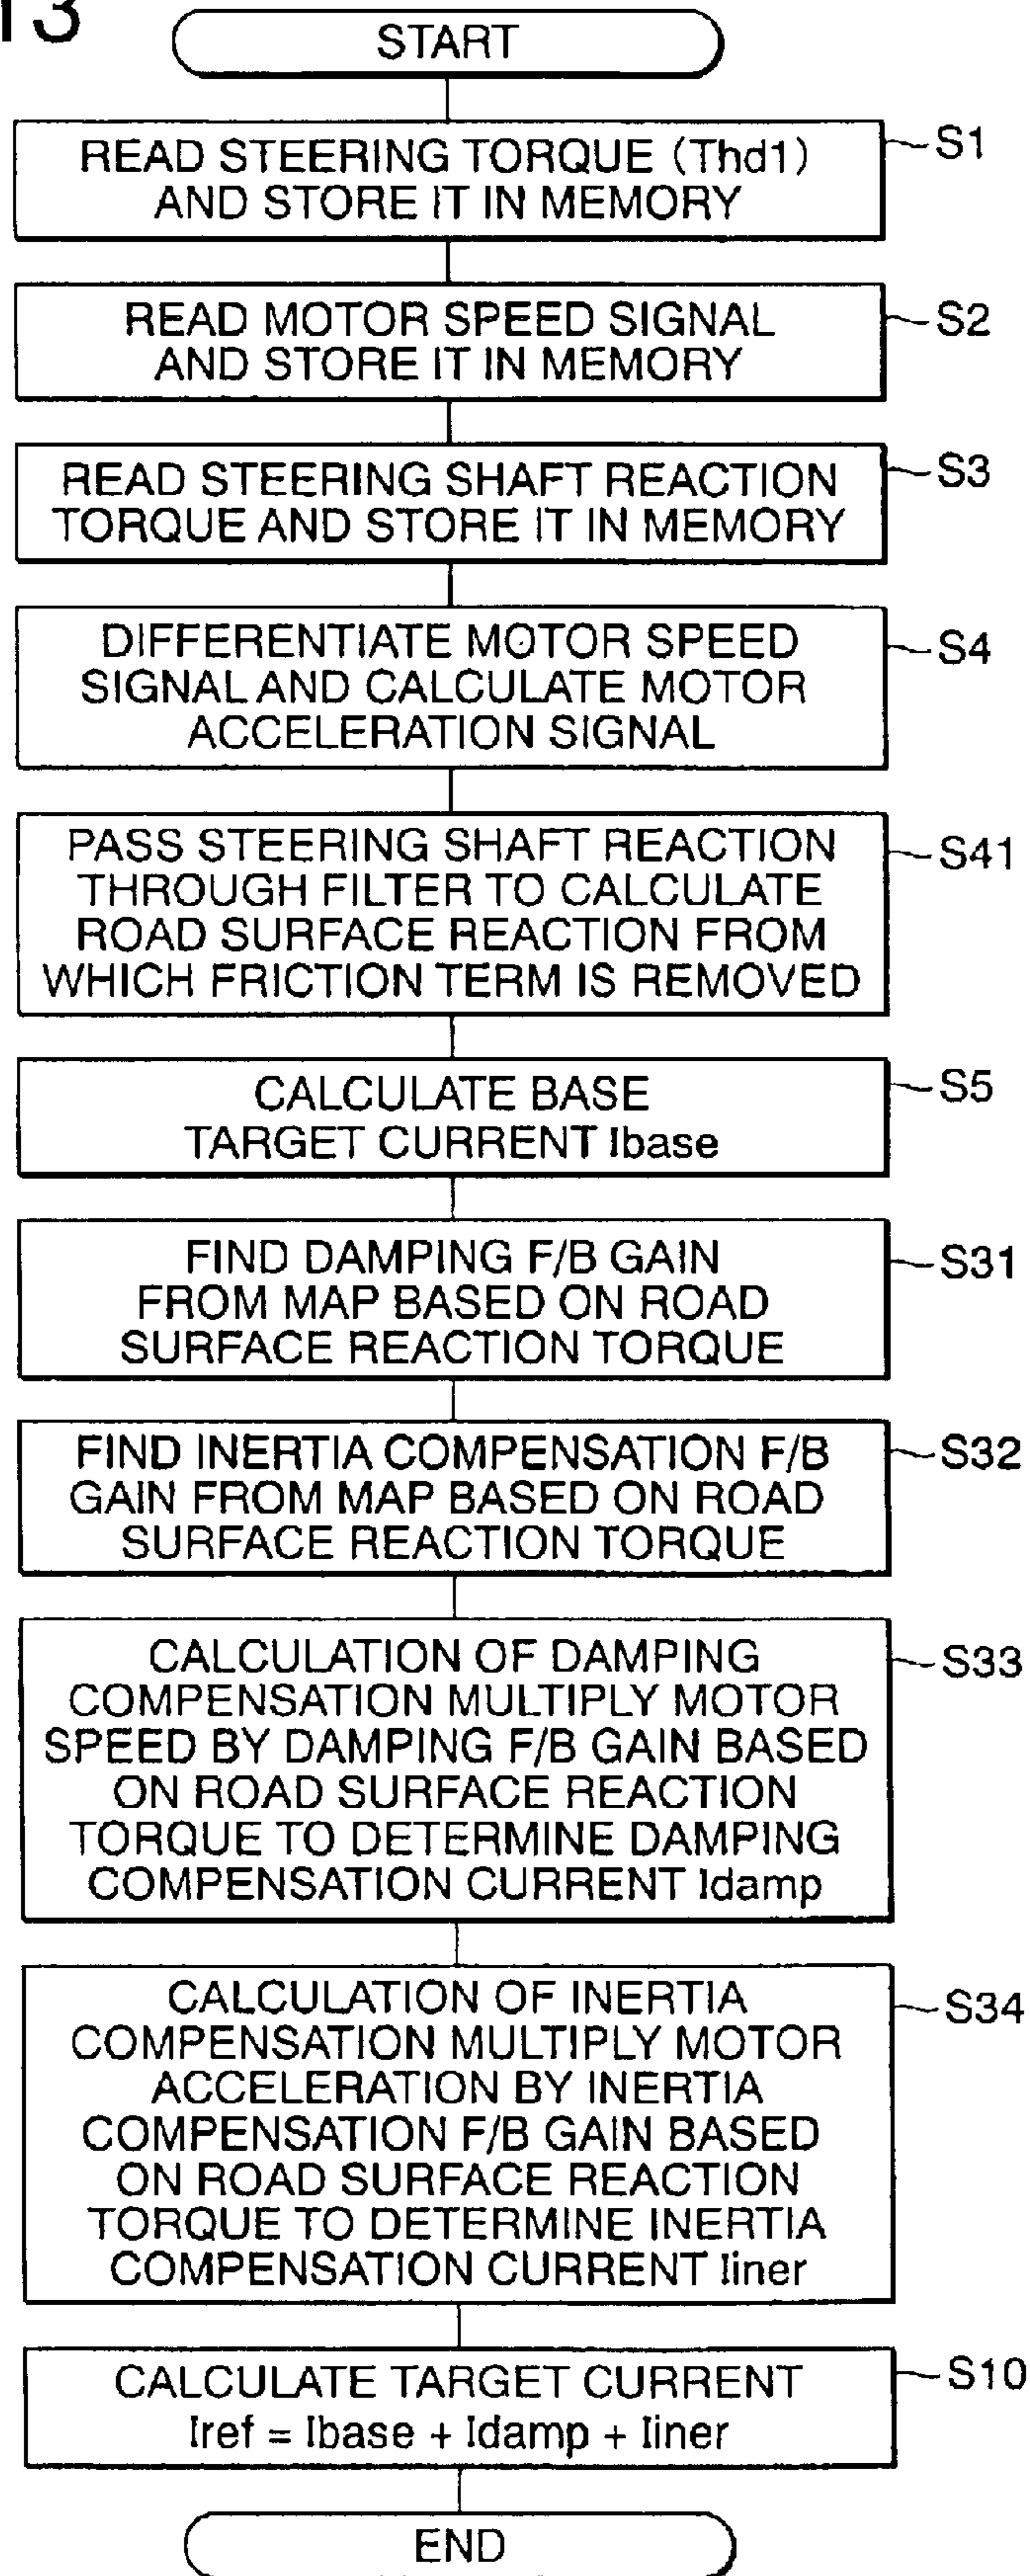 13
START
READ STEERING TORQUE (Thd1)
AND STORE IT IN MEMORY
S1
READ MOTOR SPEED SIGNAL
AND STORE IT IN MEMORY
S2
READ STEERING SHAFT REACTION
TORQUE AND STORE IT IN MEMORY
S3
DIFFERENTIATE MOTOR SPEED
SIGNAL AND CALCULATE MOTOR
ACCELERATION SIGNAL
S4
PASS STEERING SHAFT REACTION
THROUGH FILTER TO CALCULATE
ROAD SURFACE REACTION FROM
WHICH FRICTION TERM IS REMOVED
S41
CALCULATE BASE
TARGET CURRENT Ibase
S5
FIND DAMPING F/B GAIN
FROM MAP BASED ON ROAD
SURFACE REACTION TORQUE
S31
FIND INERTIA COMPENSATION F/B
GAIN FROM MAP BASED ON ROAD
SURFACE REACTION TORQUE
S32
CALCULATION OF DAMPING
COMPENSATION MULTIPLY MOTOR
SPEED BY DAMPING F/B GAIN BASED
ON ROAD SURFACE REACTION
TORQUE TO DETERMINE DAMPING
COMPENSATION CURRENT Idamp
S33
CALCULATION OF INERTIA
COMPENSATION MULTIPLY MOTOR
ACCELERATION BY INERTIA
COMPENSATION F/B GAIN BASED
ON ROAD SURFACE REACTION
TORQUE TO DETERMINE INERTIA
COMPENSATION CURRENT Iiner
S34
CALCULATE TARGET CURRENT
Iref = Ibase + Idamp + Iiner
S10
END